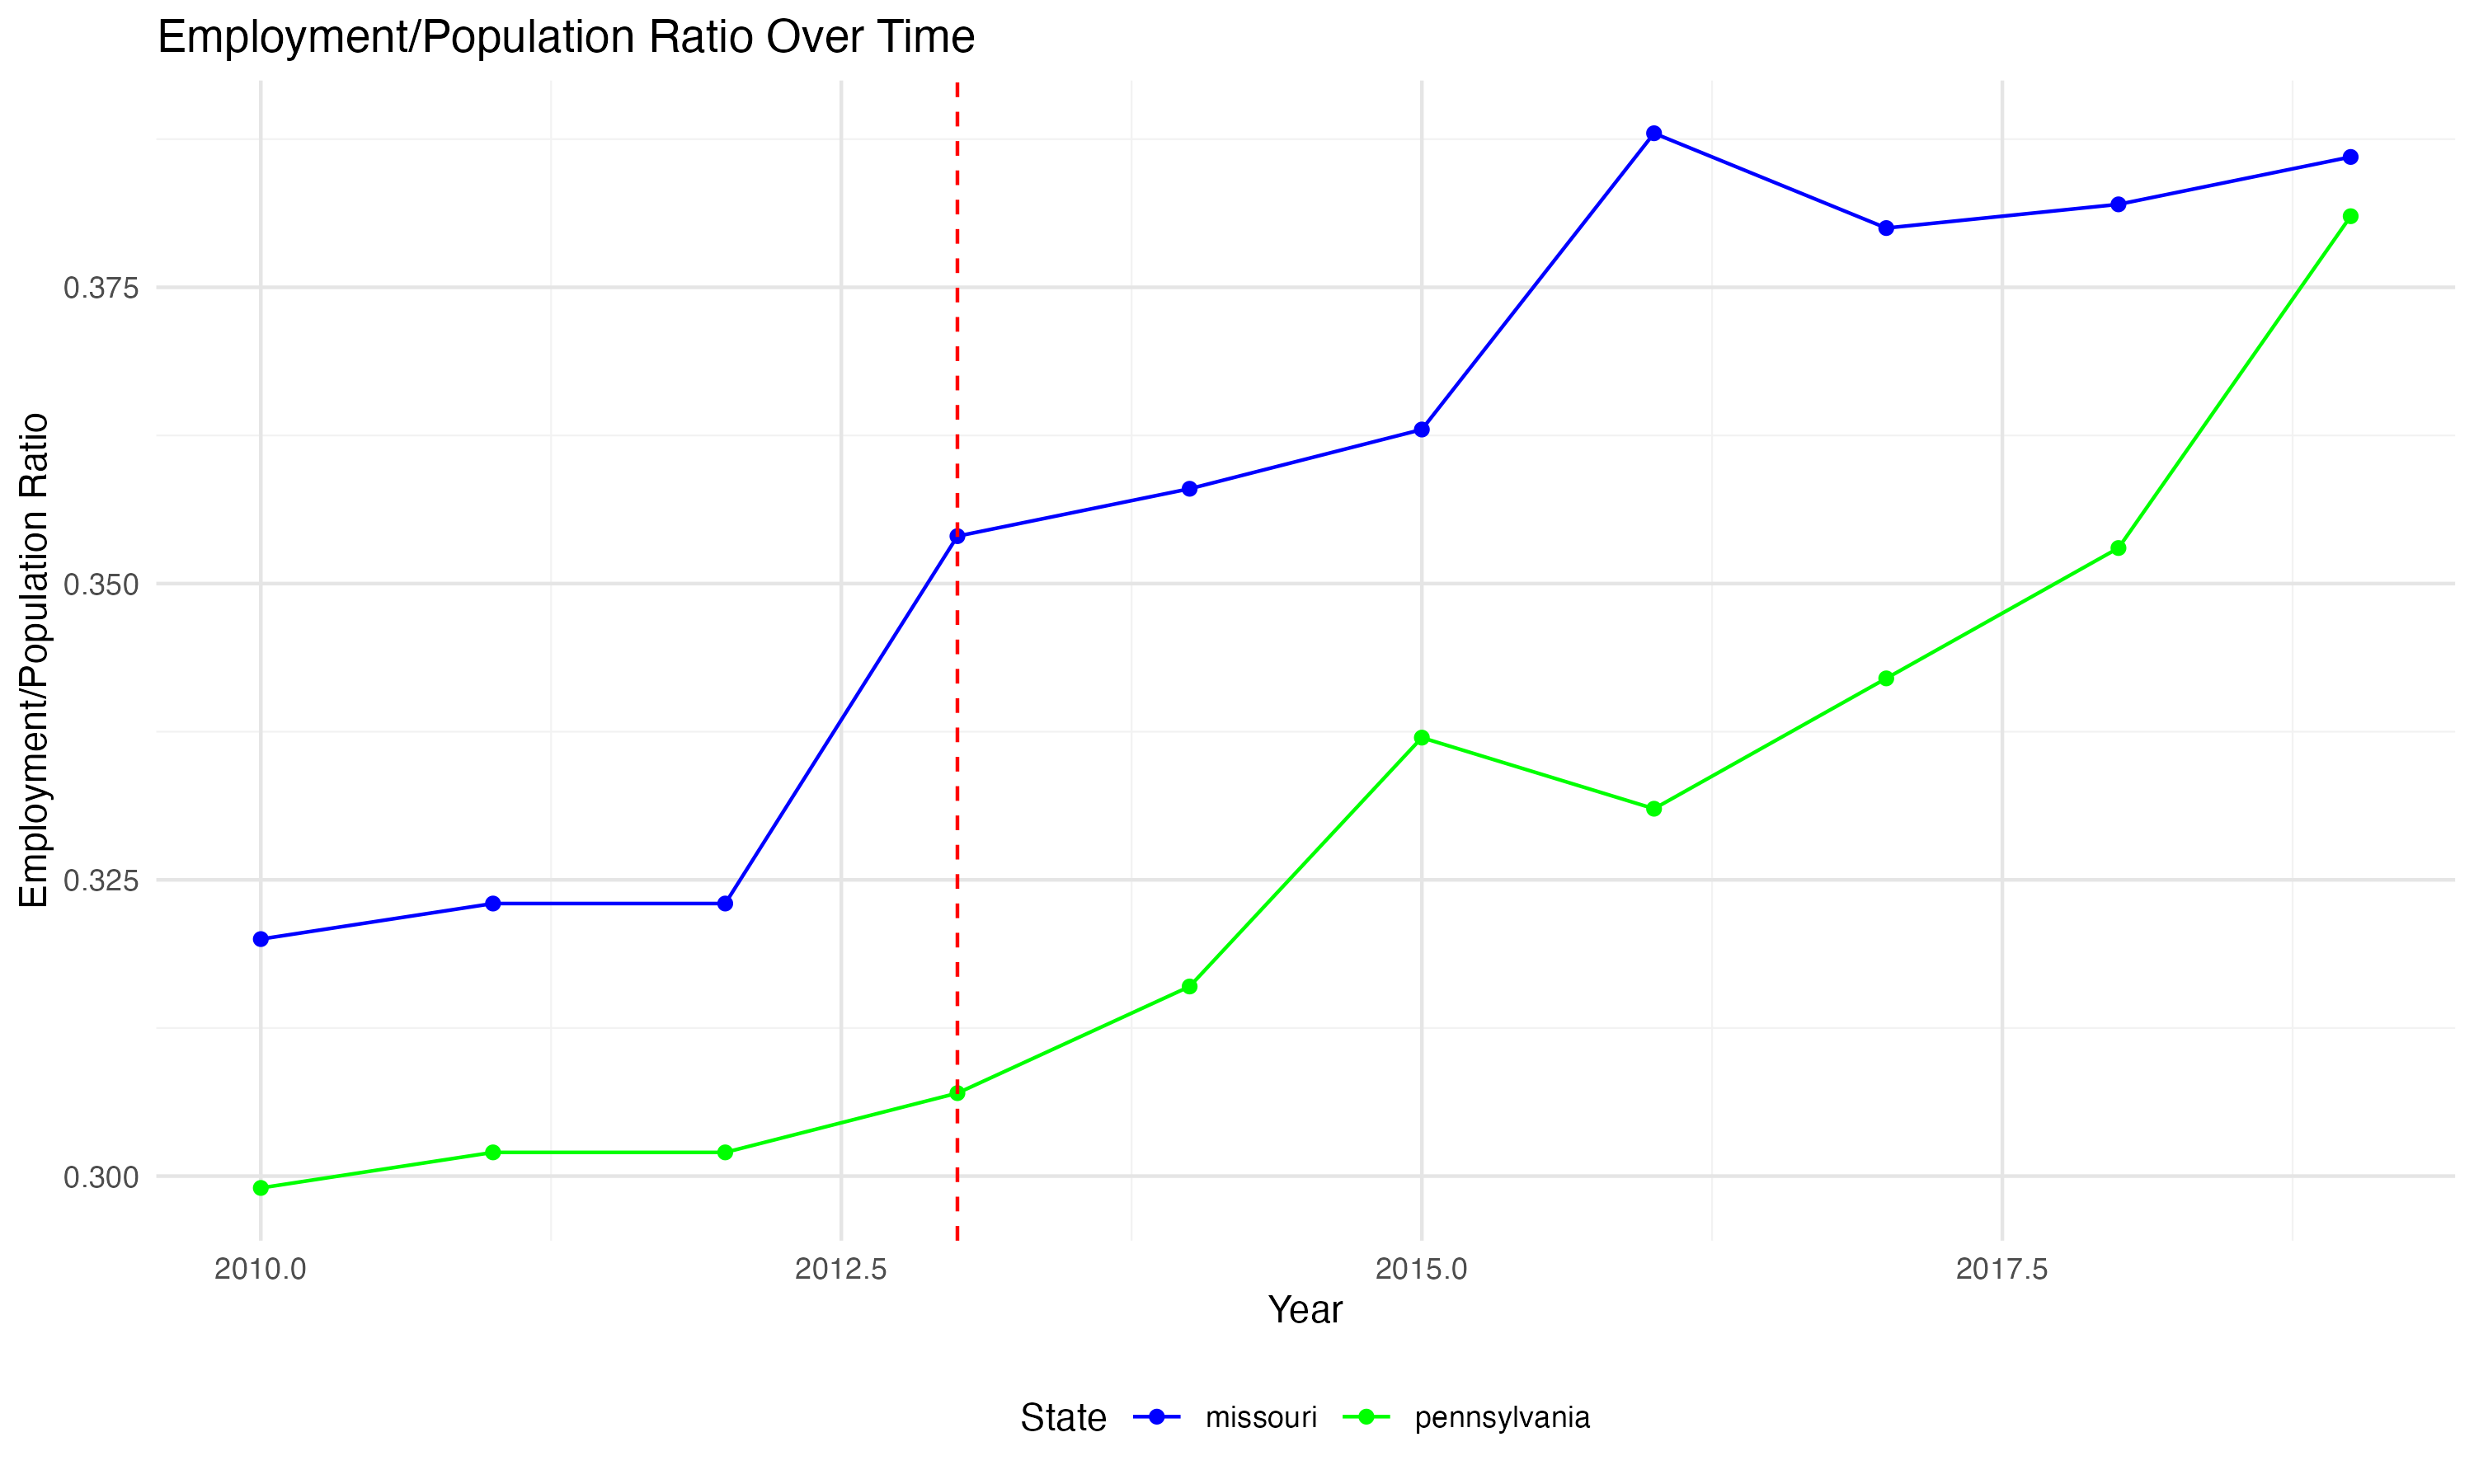 Employment/Population Ratio Over Time
Employment/Population Ratio
0.375
0.350
0.325
0.300
2010.0 2012.5 2015.0 2017.5
Year
State missouri pennsylvania